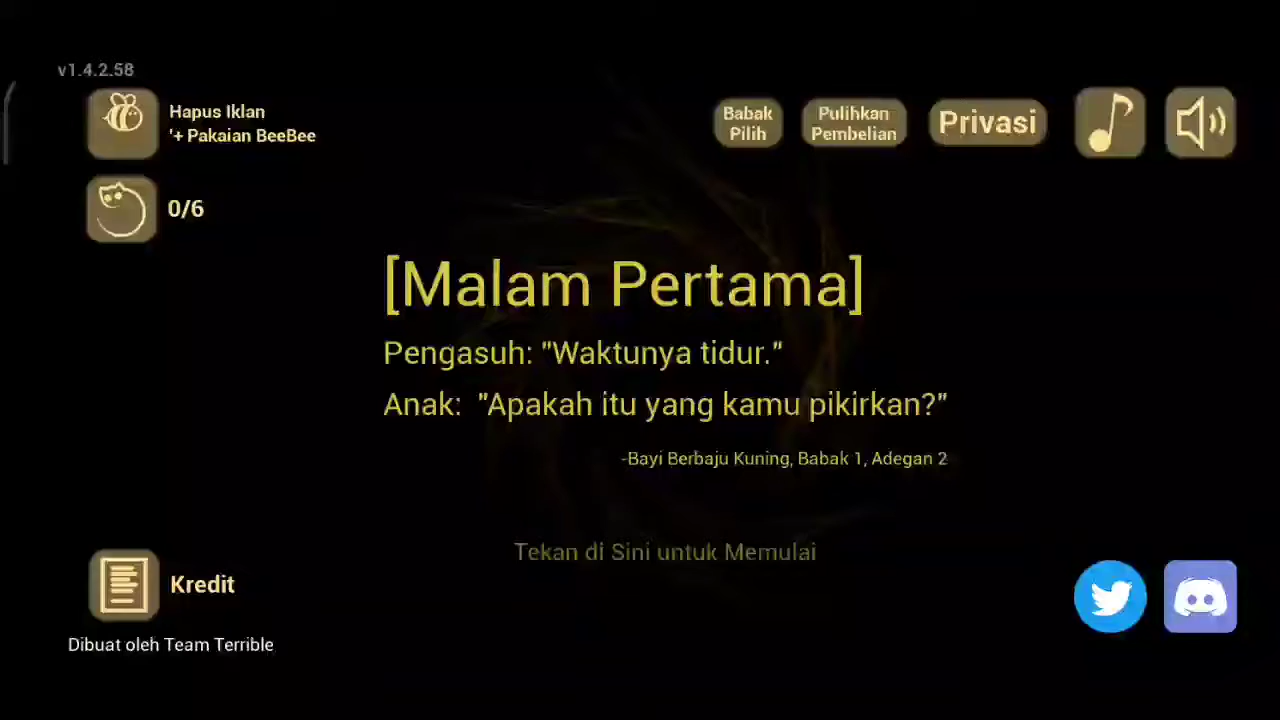 v1.4.2.58
Hapus Iklan
'+ Pakaian BeeBee
Babak
Pilih
Pulihkan
Pembelian
Privasi
0/6
[Malam Pertama]
Pengasuh: "Waktunya tidur."
Anak: "Apakah itu yang kamu pikirkan?"
-Bayi Berbaju Kuning, Babak 1, Adegan 2
Tekan di Sini untuk Memulai
Kredit
Dibuat oleh Team Terrible